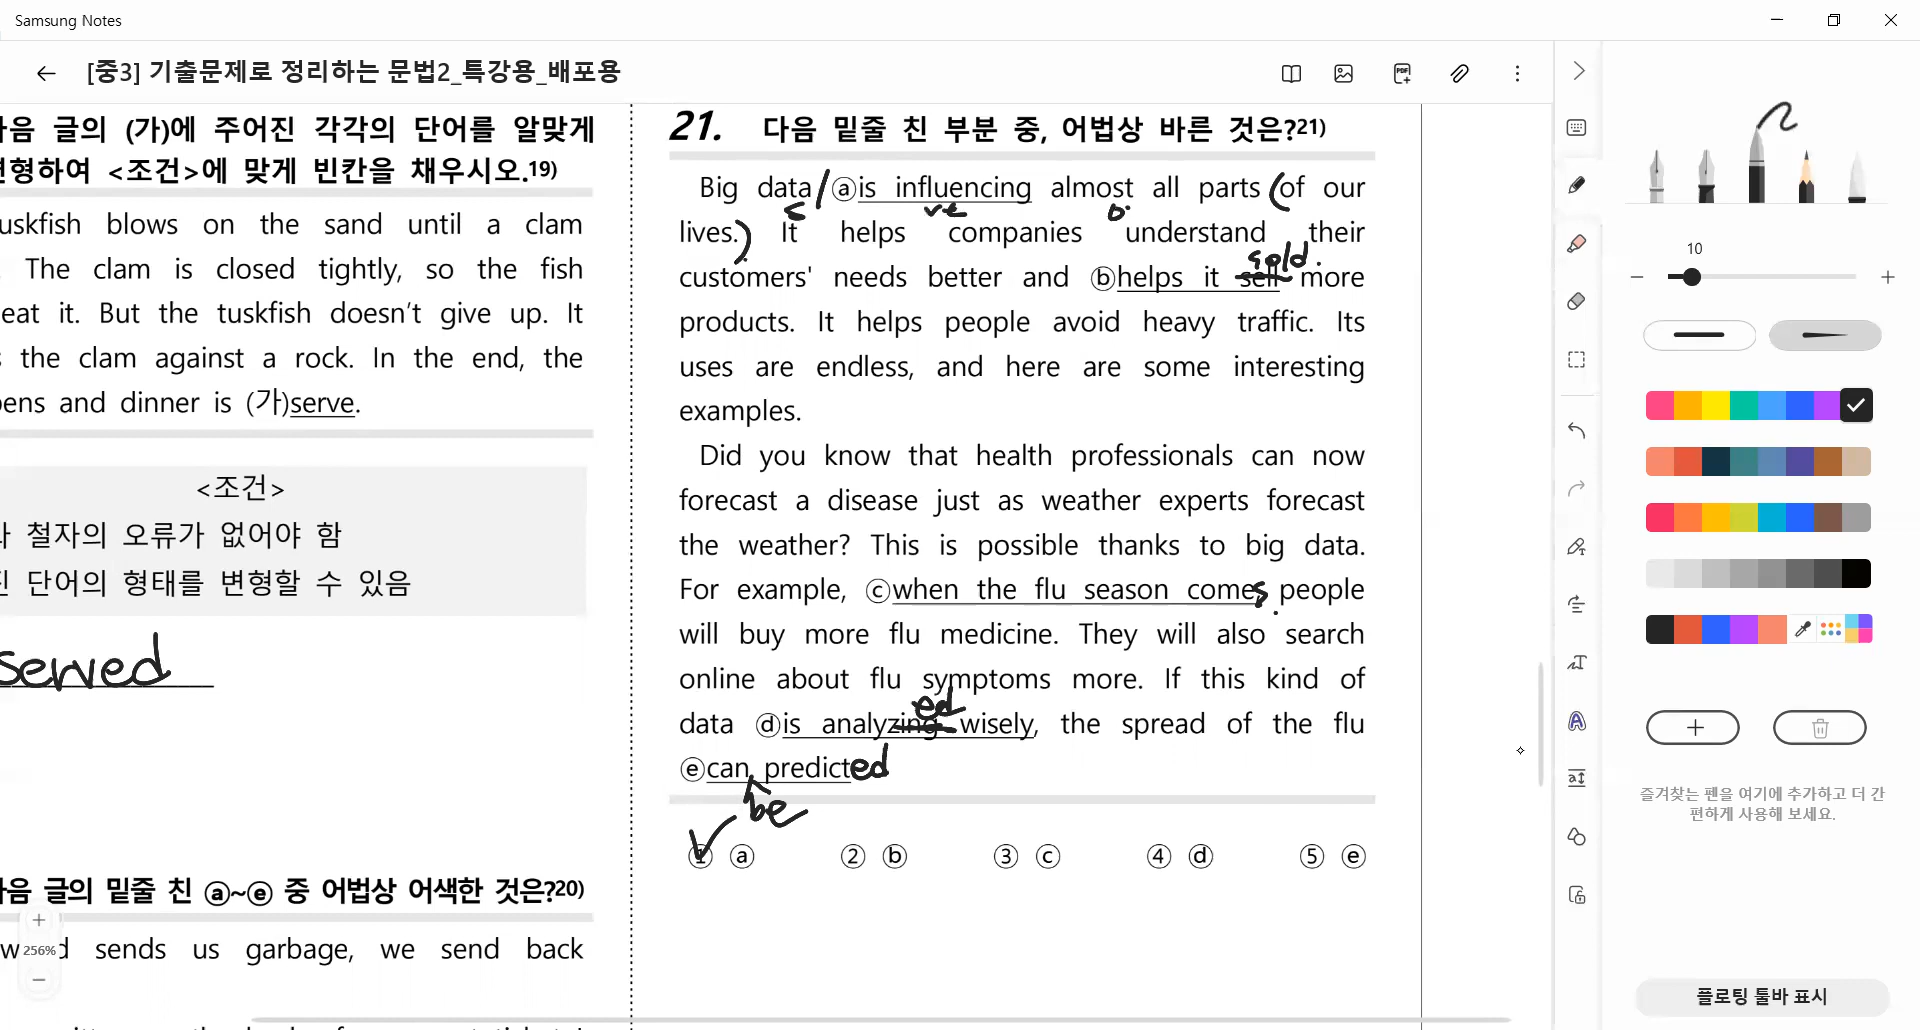 Samsung Notes
[중3] 기출문제로 정리하는 문법2_특강용_배포용
다음 글의 (가)에 주어진 각각의 단어를 알맞게
변형하여 <조건>에 맞게 빈칸을 채우시오.19)
tuskfish blows on the sand until a clam
. The clam is closed tightly, so the fish
eat it. But the tuskfish doesn't give up. It
s the clam against a rock. In the end, the
pens and dinner is (가)serve.
<조건>
철자의 오류가 없어야 함
단어의 형태를 변형할 수 있음
served
다음 글의 밑줄 친 ⓐ~ⓔ 중 어법상 어색한 것은?20)
sends us garbage, we send back
21. 다음 밑줄 친 부분 중, 어법상 바른 것은?21)
Big data / ⓐis influencing almost all parts (of our
s vt o.
lives.) It helps companies understand their
sold.
customers' needs better and ⓑhelps it sell more
products. It helps people avoid heavy traffic. Its
uses are endless, and here are some interesting
examples.
Did you know that health professionals can now
forecast a disease just as weather experts forecast
the weather? This is possible thanks to big data.
For example, ⓒwhen the flu season comes people
will buy more flu medicine. They will also search
online about flu symptoms more. If this kind of
ed
data ⓓis analyzing wisely, the spread of the flu
ⓔcan predicted
be
① ⓐ ② ⓑ ③ ⓒ ④ ⓓ ⑤ ⓔ
256%
10
즐겨찾는 펜을 여기에 추가하고 더 간
편하게 사용해 보세요.
플로팅 툴바 표시